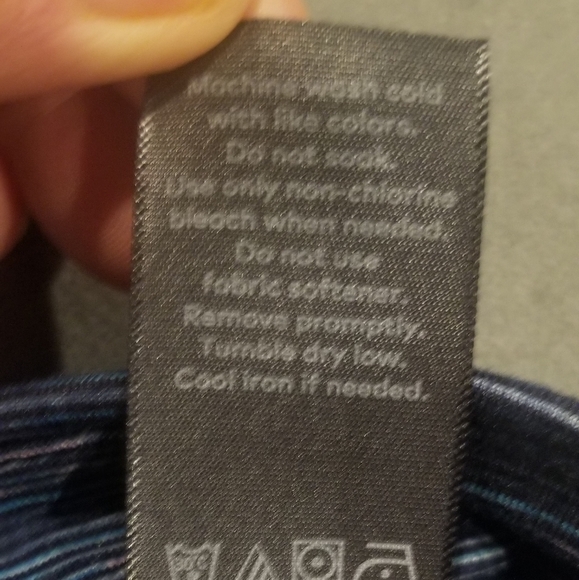 Machine wash cold
with like colors.
Do not soak.
Use only non-chlorine
bleach when needed.
Do not use
fabric softener.
Remove promptly.
Tumble dry low.
Cool iron if needed.
30°C